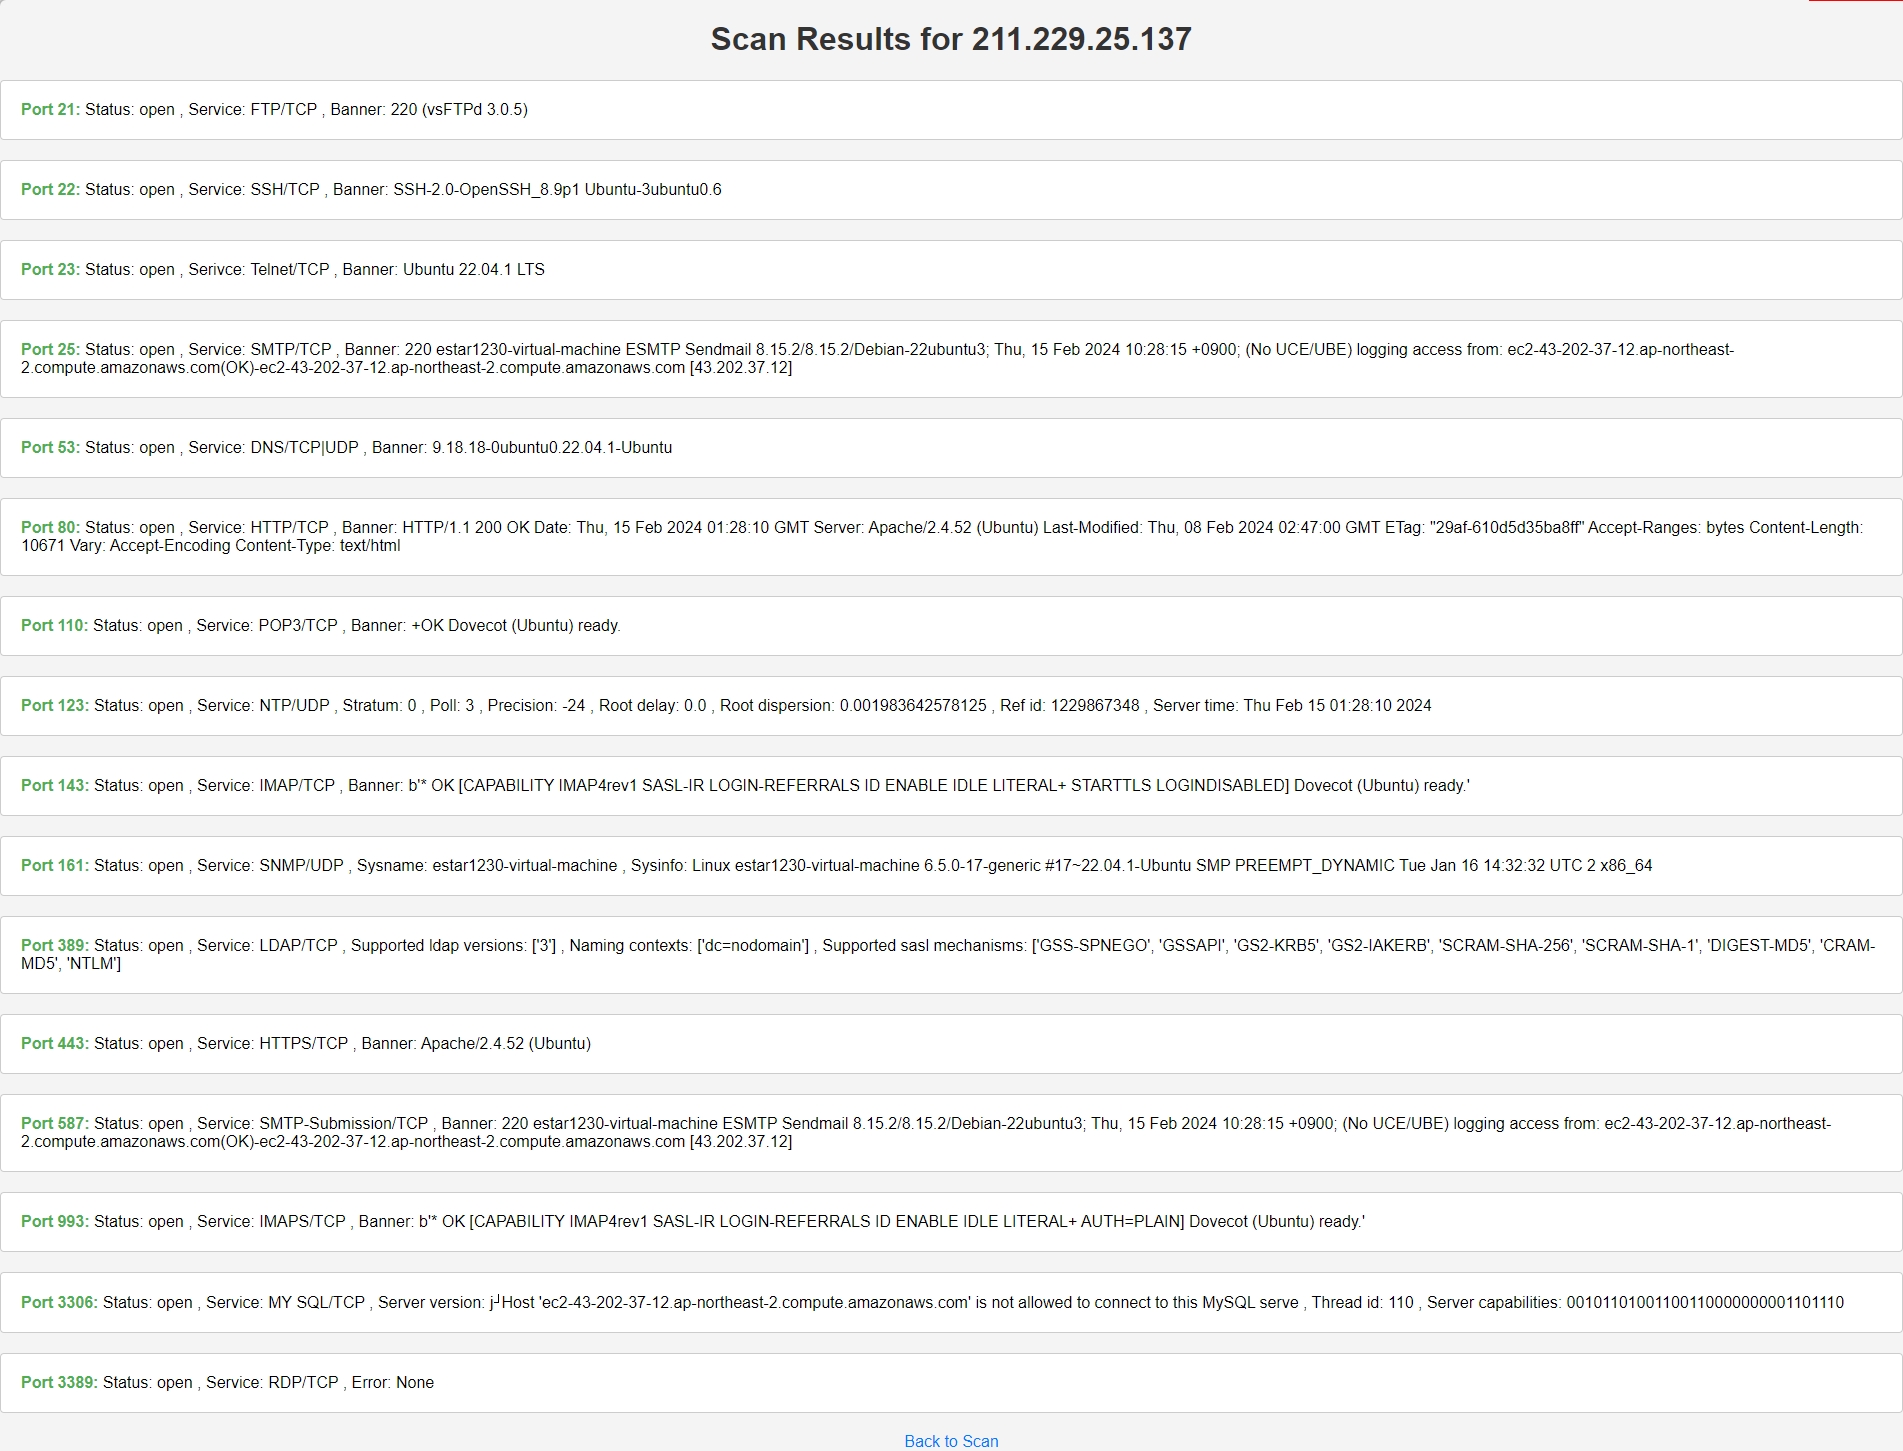 Scan Results for 211.229.25.137
Port 21: Status: open , Service: FTP/TCP , Banner: 220 (vsFTPd 3.0.5)
Port 22: Status: open , Service: SSH/TCP , Banner: SSH-2.0-OpenSSH_8.9p1 Ubuntu-3ubuntu0.6
Port 23: Status: open , Serivce: Telnet/TCP , Banner: Ubuntu 22.04.1 LTS
Port 25: Status: open , Service: SMTP/TCP , Banner: 220 estar1230-virtual-machine ESMTP Sendmail 8.15.2/8.15.2/Debian-22ubuntu3; Thu, 15 Feb 2024 10:28:15 +0900; (No UCE/UBE) logging access from: ec2-43-202-37-12.ap-northeast-
2.compute.amazonaws.com(OK)-ec2-43-202-37-12.ap-northeast-2.compute.amazonaws.com [43.202.37.12]
Port 53: Status: open , Service: DNS/TCP|UDP , Banner: 9.18.18-0ubuntu0.22.04.1-Ubuntu
Port 80: Status: open , Service: HTTP/TCP , Banner: HTTP/1.1 200 OK Date: Thu, 15 Feb 2024 01:28:10 GMT Server: Apache/2.4.52 (Ubuntu) Last-Modified: Thu, 08 Feb 2024 02:47:00 GMT ETag: "29af-610d5d35ba8ff" Accept-Ranges: bytes Content-Length:
10671 Vary: Accept-Encoding Content-Type: text/html
Port 110: Status: open , Service: POP3/TCP , Banner: +OK Dovecot (Ubuntu) ready.
Port 123: Status: open , Service: NTP/UDP , Stratum: 0 , Poll: 3 , Precision: -24 , Root delay: 0.0 , Root dispersion: 0.001983642578125 , Ref id: 1229867348 , Server time: Thu Feb 15 01:28:10 2024
Port 143: Status: open , Service: IMAP/TCP , Banner: b'* OK [CAPABILITY IMAP4rev1 SASL-IR LOGIN-REFERRALS ID ENABLE IDLE LITERAL+ STARTTLS LOGINDISABLED] Dovecot (Ubuntu) ready.'
Port 161: Status: open , Service: SNMP/UDP , Sysname: estar1230-virtual-machine , Sysinfo: Linux estar1230-virtual-machine 6.5.0-17-generic #17~22.04.1-Ubuntu SMP PREEMPT_DYNAMIC Tue Jan 16 14:32:32 UTC 2 x86_64
Port 389: Status: open , Service: LDAP/TCP , Supported ldap versions: ['3'] , Naming contexts: ['dc=nodomain'] , Supported sasl mechanisms: ['GSS-SPNEGO', 'GSSAPI', 'GS2-KRB5', 'GS2-IAKERB', 'SCRAM-SHA-256', 'SCRAM-SHA-1', 'DIGEST-MD5', 'CRAM-
MD5', 'NTLM']
Port 443: Status: open , Service: HTTPS/TCP , Banner: Apache/2.4.52 (Ubuntu)
Port 587: Status: open , Service: SMTP-Submission/TCP , Banner: 220 estar1230-virtual-machine ESMTP Sendmail 8.15.2/8.15.2/Debian-22ubuntu3; Thu, 15 Feb 2024 10:28:15 +0900; (No UCE/UBE) logging access from: ec2-43-202-37-12.ap-northeast-
2.compute.amazonaws.com(OK)-ec2-43-202-37-12.ap-northeast-2.compute.amazonaws.com [43.202.37.12]
Port 993: Status: open , Service: IMAPS/TCP , Banner: b'* OK [CAPABILITY IMAP4rev1 SASL-IR LOGIN-REFERRALS ID ENABLE IDLE LITERAL+ AUTH=PLAIN] Dovecot (Ubuntu) ready.'
Port 3306: Status: open , Service: MY SQL/TCP , Server version: j┘Host 'ec2-43-202-37-12.ap-northeast-2.compute.amazonaws.com' is not allowed to connect to this MySQL serve , Thread id: 110 , Server capabilities: 00101101001100110000000001101110
Port 3389: Status: open , Service: RDP/TCP , Error: None
Back to Scan